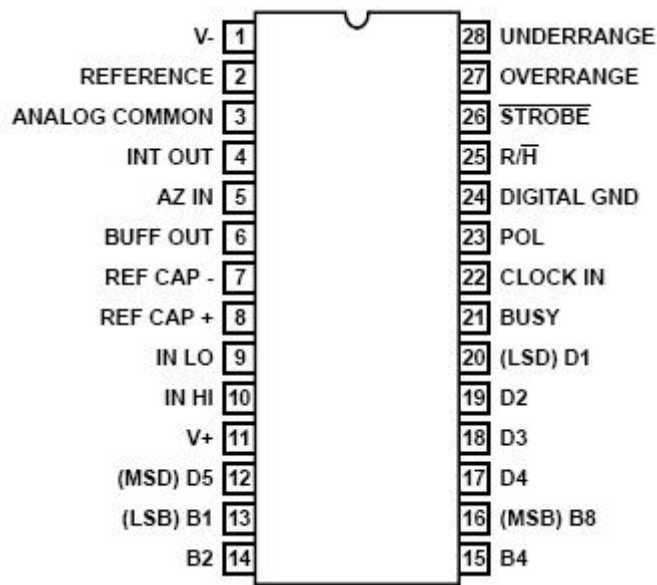 V- 1 28 UNDERRANGE
REFERENCE 2 27 OVERRANGE
ANALOG COMMON 3 26 STROBE
INT OUT 4 25 R/H
AZ IN 5 24 DIGITAL GND
BUFF OUT 6 23 POL
REF CAP - 7 22 CLOCK IN
REF CAP + 8 21 BUSY
IN LO 9 20 (LSD) D1
IN HI 10 19 D2
V+ 11 18 D3
(MSD) D5 12 17 D4
(LSB) B1 13 16 (MSB) B8
B2 14 15 B4